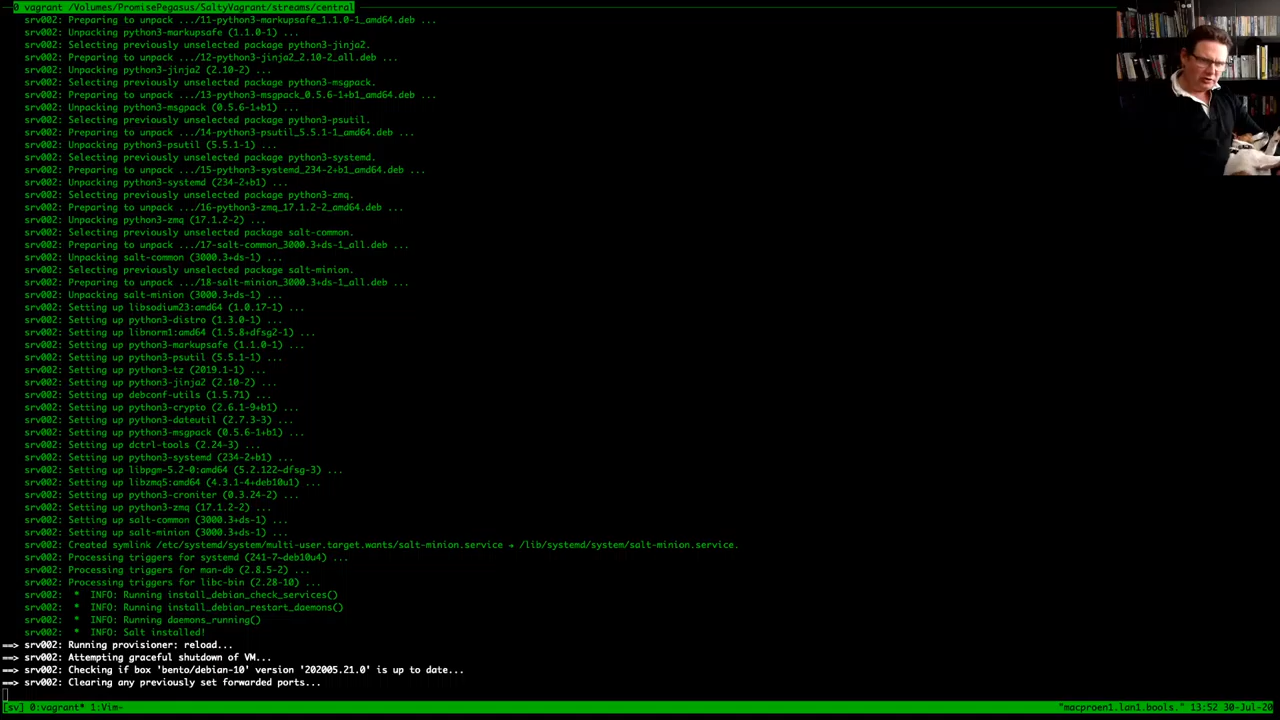 0 vagrant /Volumes/PromisePegasus/SaltyVagrant/streams/central
srv002: Preparing to unpack .../11-python3-markupsafe_1.1.0-1_amd64.deb ...
srv002: Unpacking python3-markupsafe (1.1.0-1) ...
srv002: Selecting previously unselected package python3-jinja2.
srv002: Preparing to unpack .../12-python3-jinja2_2.10-2_all.deb ...
srv002: Unpacking python3-jinja2 (2.10-2) ...
srv002: Selecting previously unselected package python3-msgpack.
srv002: Preparing to unpack .../13-python3-msgpack_0.5.6-1+b1_amd64.deb ...
srv002: Unpacking python3-msgpack (0.5.6-1+b1) ...
srv002: Selecting previously unselected package python3-psutil.
srv002: Preparing to unpack .../14-python3-psutil_5.5.1-1_amd64.deb ...
srv002: Unpacking python3-psutil (5.5.1-1) ...
srv002: Selecting previously unselected package python3-systemd.
srv002: Preparing to unpack .../15-python3-systemd_234-2+b1_amd64.deb ...
srv002: Unpacking python3-systemd (234-2+b1) ...
srv002: Selecting previously unselected package python3-zmq.
srv002: Preparing to unpack .../16-python3-zmq_17.1.2-2_amd64.deb ...
srv002: Unpacking python3-zmq (17.1.2-2) ...
srv002: Selecting previously unselected package salt-common.
srv002: Preparing to unpack .../17-salt-common_3000.3+ds-1_all.deb ...
srv002: Unpacking salt-common (3000.3+ds-1) ...
srv002: Selecting previously unselected package salt-minion.
srv002: Preparing to unpack .../18-salt-minion_3000.3+ds-1_all.deb ...
srv002: Unpacking salt-minion (3000.3+ds-1) ...
srv002: Setting up libsodium23:amd64 (1.0.17-1) ...
srv002: Setting up python3-distro (1.3.0-1) ...
srv002: Setting up libnorm1:amd64 (1.5.8+dfsg2-1) ...
srv002: Setting up python3-markupsafe (1.1.0-1) ...
srv002: Setting up python3-psutil (5.5.1-1) ...
srv002: Setting up python3-tz (2019.1-1) ...
srv002: Setting up python3-jinja2 (2.10-2) ...
srv002: Setting up debconf-utils (1.5.71) ...
srv002: Setting up python3-crypto (2.6.1-9+b1) ...
srv002: Setting up python3-dateutil (2.7.3-3) ...
srv002: Setting up python3-msgpack (0.5.6-1+b1) ...
srv002: Setting up dctrl-tools (2.24-3) ...
srv002: Setting up python3-systemd (234-2+b1) ...
srv002: Setting up libpgm-5.2-0:amd64 (5.2.122~dfsg-3) ...
srv002: Setting up libzmq5:amd64 (4.3.1-4+deb10u1) ...
srv002: Setting up python3-croniter (0.3.24-2) ...
srv002: Setting up python3-zmq (17.1.2-2) ...
srv002: Setting up salt-common (3000.3+ds-1) ...
srv002: Setting up salt-minion (3000.3+ds-1) ...
srv002: Created symlink /etc/systemd/system/multi-user.target.wants/salt-minion.service → /lib/systemd/system/salt-minion.service.
srv002: Processing triggers for systemd (241-7~deb10u4) ...
srv002: Processing triggers for man-db (2.8.5-2) ...
srv002: Processing triggers for libc-bin (2.28-10) ...
srv002: * INFO: Running install_debian_check_services()
srv002: * INFO: Running install_debian_restart_daemons()
srv002: * INFO: Running daemons_running()
srv002: * INFO: Salt installed!
==> srv002: Running provisioner: reload...
==> srv002: Attempting graceful shutdown of VM...
==> srv002: Checking if box 'bento/debian-10' version '202005.21.0' is up to date...
==> srv002: Clearing any previously set forwarded ports...
[sv] 0:vagrant* 1:Vim- "macproen1.lan1.bools." 13:52 30-Jul-20